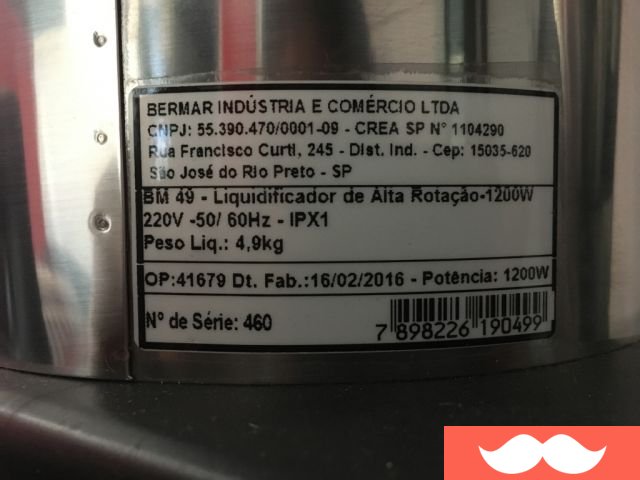 BERMAR INDÚSTRIA E COMÉRCIO LTDA
CNPJ: 55.390.470/0001-09 - CREA SP N° 1104290
Rua Francisco Curti, 245 - Dist. Ind. - Cep: 15035-620
São José do Rio Preto - SP
BM 49 - Liquidificador de Alta Rotação-1200W
220V -50/ 60Hz - IPX1
Peso Liq.: 4,9kg
OP:41679 Dt. Fab.:16/02/2016 - Potência: 1200W
N° de Série: 460
7 898226 190499